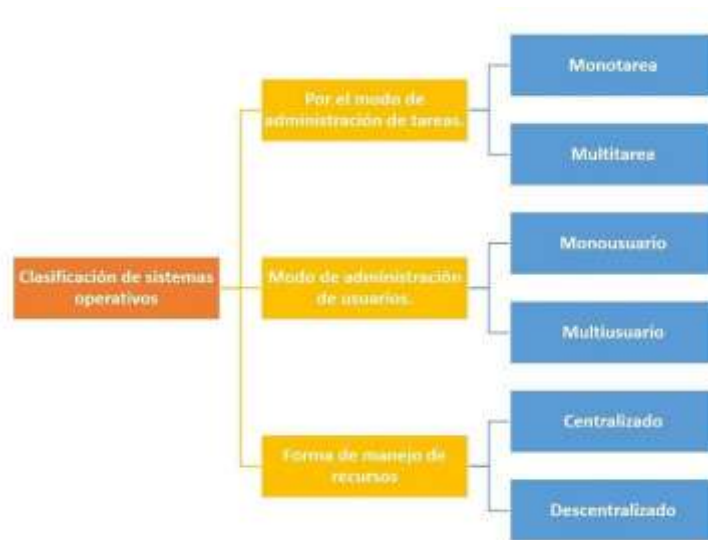 Clasificación de sistemas
operativos
Por el modo de
administración de tareas.
Monotarea
Multitarea
Modo de administración
de usuarios.
Monousuario
Multiusuario
Forma de manejo de
recursos
Centralizado
Descentralizado